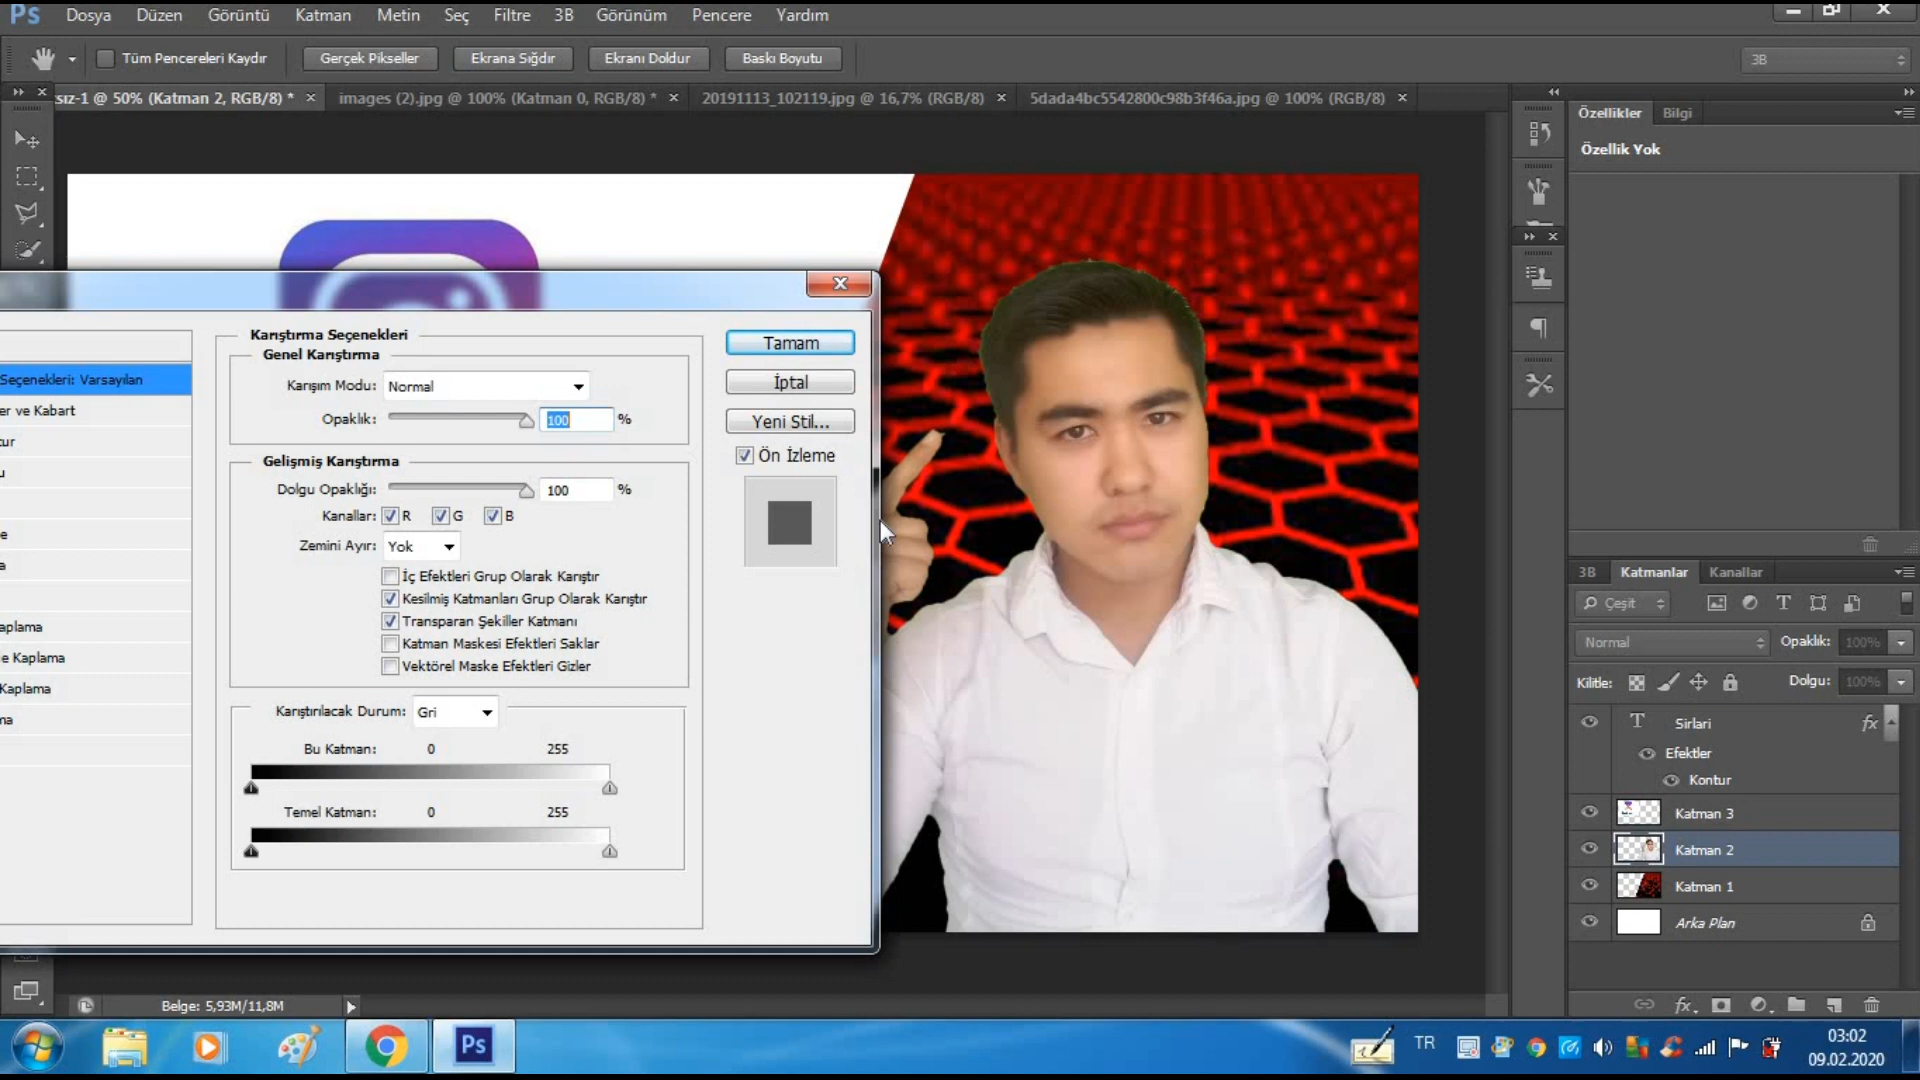 Ps Dosya Düzen Görüntü Katman Metin Seç Filtre 3B Görünüm Pencere Yardım
Tüm Pencereleri Kaydır Gerçek Pikseller Ekrana Sığdır Ekranı Doldur Baskı Boyutu 3B
sız-1 @ 50% (Katman 2, RGB/8) * images (2).jpg @ 100% (Katman 0, RGB/8) * 20191113_102119.jpg @ 16,7% (RGB/8) 5dada4bc5542800c98b3f46a.jpg @ 100% (RGB/8)
Özellikler Bilgi
Özellik Yok
Karıştırma Seçenekleri
Genel Karıştırma
Karışım Modu: Normal
Opaklık: 100 %
Gelişmiş Karıştırma
Dolgu Opaklığı: 100 %
Kanallar: R G B
Zemini Ayır: Yok
İç Efektleri Grup Olarak Karıştır
Kesilmiş Katmanları Grup Olarak Karıştır
Transparan Şekiller Katmanı
Katman Maskesi Efektleri Saklar
Vektörel Maske Efektleri Gizler
Karıştırılacak Durum: Gri
Bu Katman: 0 255
Temel Katman: 0 255
Seçenekleri: Varsayılan
er ve Kabart
tur
u
e
a
aplama
e Kaplama
Kaplama
ma
Tamam
İptal
Yeni Stil...
Ön İzleme
3B Katmanlar Kanallar
Çeşit
Normal Opaklık: 100%
Kilitle: Dolgu: 100%
T Sirlari fx
Efektler
Kontur
Katman 3
Katman 2
Katman 1
Arka Plan
fx
Belge: 5,93M/11,8M
Ps
TR
03:02
09.02.2020